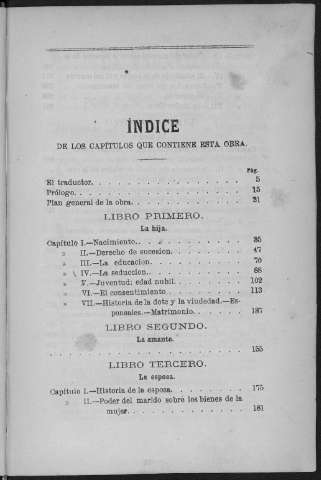 ÍNDICE
DE LOS CAPÍTULOS QUE CONTIENE ESTA OBRA.
Pág.
El traductor. 5
Prólogo. 15
Plan general de la obra. 31
LIBRO PRIMERO.
La hija.
Capítulo I.—Nacimiento. 35
» II.—Derecho de sucesion. 47
» III.—La educacion. 70
» IV.—La seduccion. 88
» V.—Juventud; edad nubil. 102
» VI.—El consentimiento 113
» VII.—Historia de la dote y la viudedad.—Es-
ponsales.—Matrimonio. 127
LIBRO SEGUNDO.
La amante.
155
LIBRO TERCERO.
La esposa.
Capítulo I.—Historia de la esposa. 175
» II.—Poder del marido sobre los bienes de la
mujer. 181